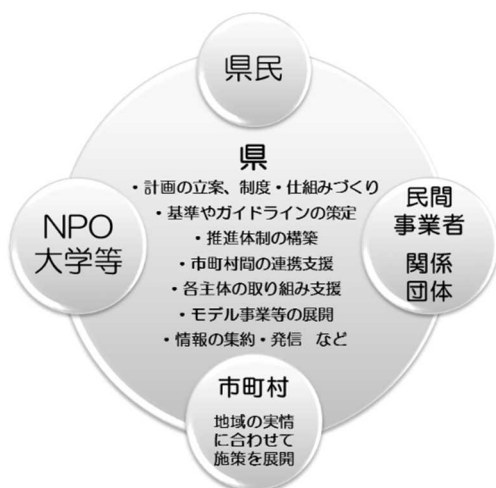 県民
県
・計画の立案、制度・仕組みづくり
・基準やガイドラインの策定
・推進体制の構築
・市町村間の連携支援
・各主体の取り組み支援
・モデル事業等の展開
・情報の集約・発信 など
NPO
大学等
民間
事業者
関係
団体
市町村
地域の実情
に合わせて
施策を展開